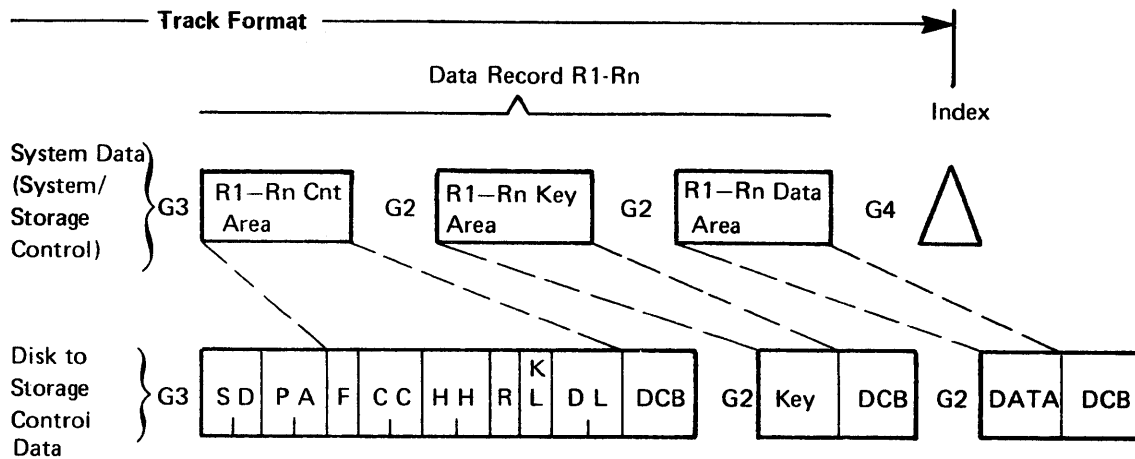 Track Format
Data Record R1-Rn
Index
System Data
(System/
Storage
Control)
G3
R1—Rn Cnt
Area
G2
R1—Rn Key
Area
G2
R1—Rn Data
Area
G4
Disk to
Storage
Control
Data
G3
S D
P A
F
C C
H H
R
K
L
D L
DCB
G2
Key
DCB
G2
DATA
DCB